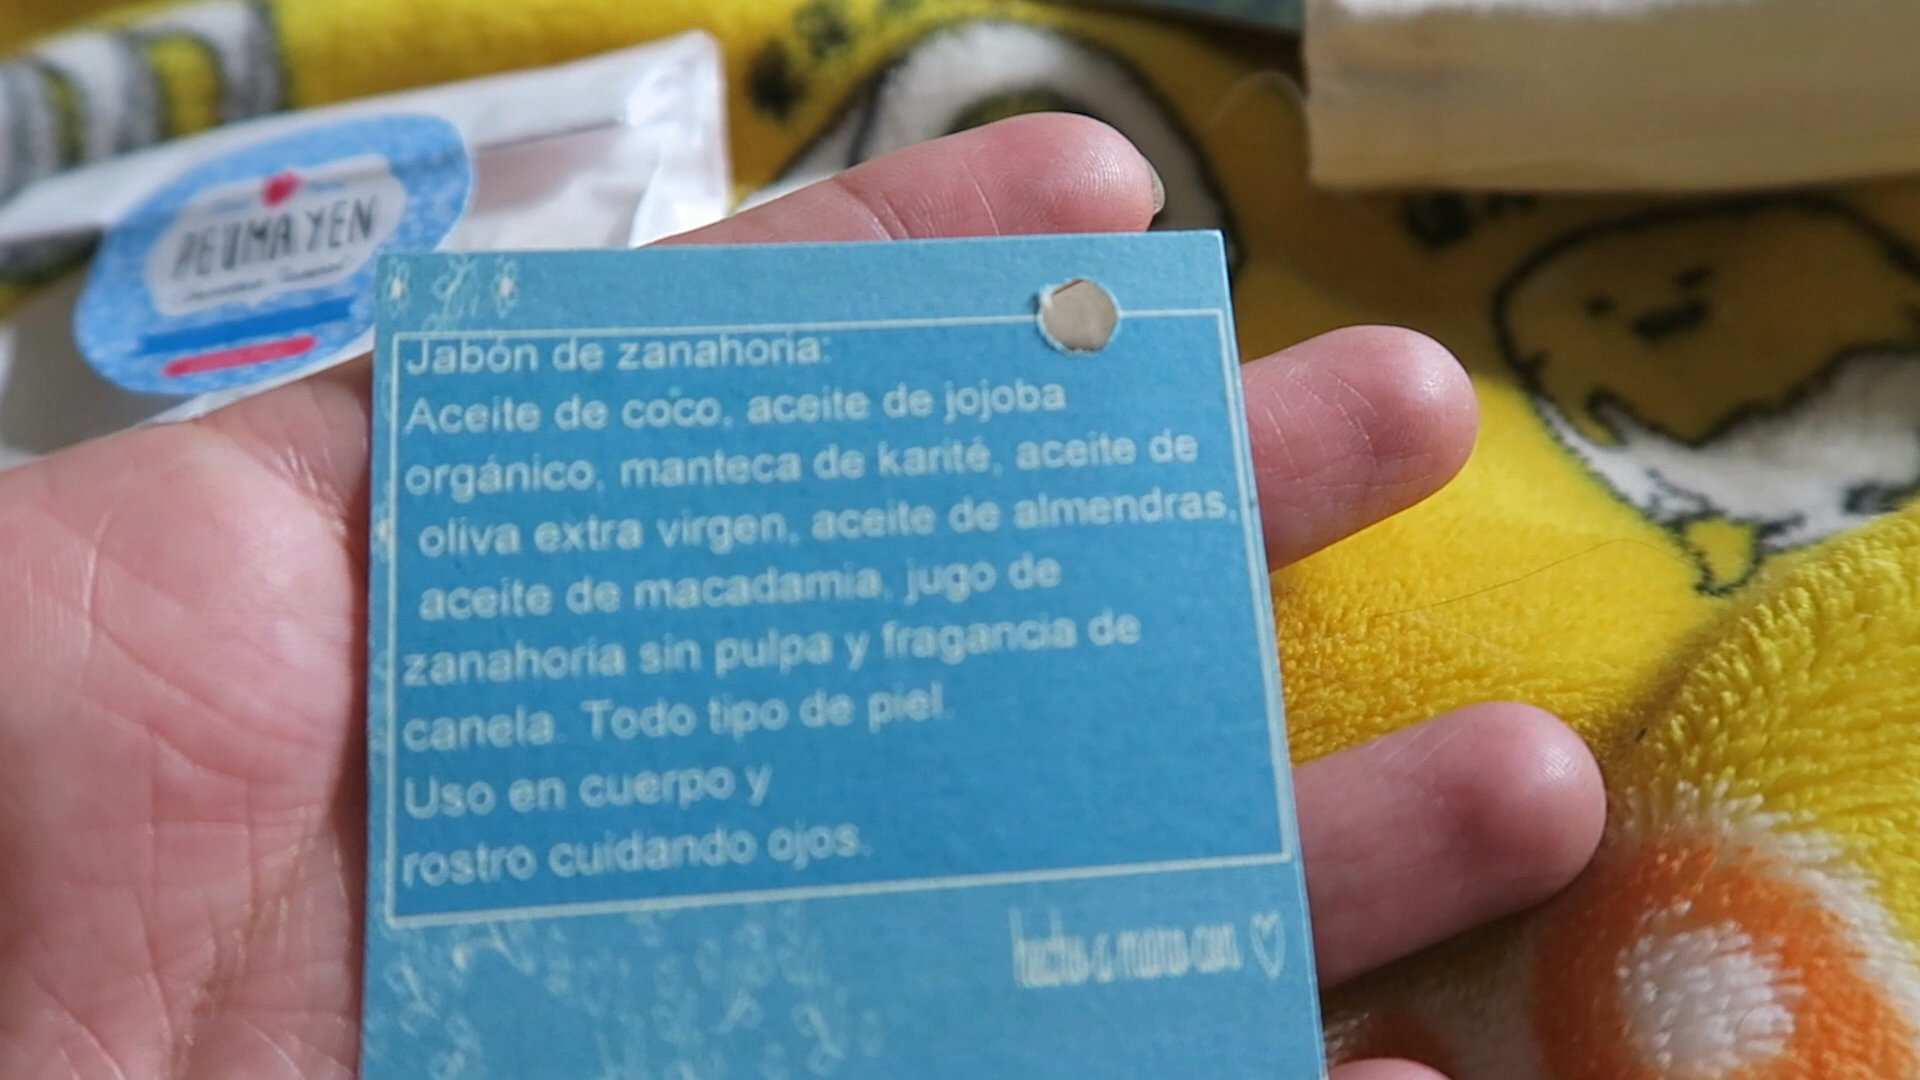 PEUMAYEN
Jabón de zanahoria:
Aceite de coco, aceite de jojoba
orgánico, manteca de karité, aceite de
oliva extra virgen, aceite de almendras,
aceite de macadamia, jugo de
zanahoria sin pulpa y fragancia de
canela. Todo tipo de piel.
Uso en cuerpo y
rostro cuidando ojos.
hecho a mano con